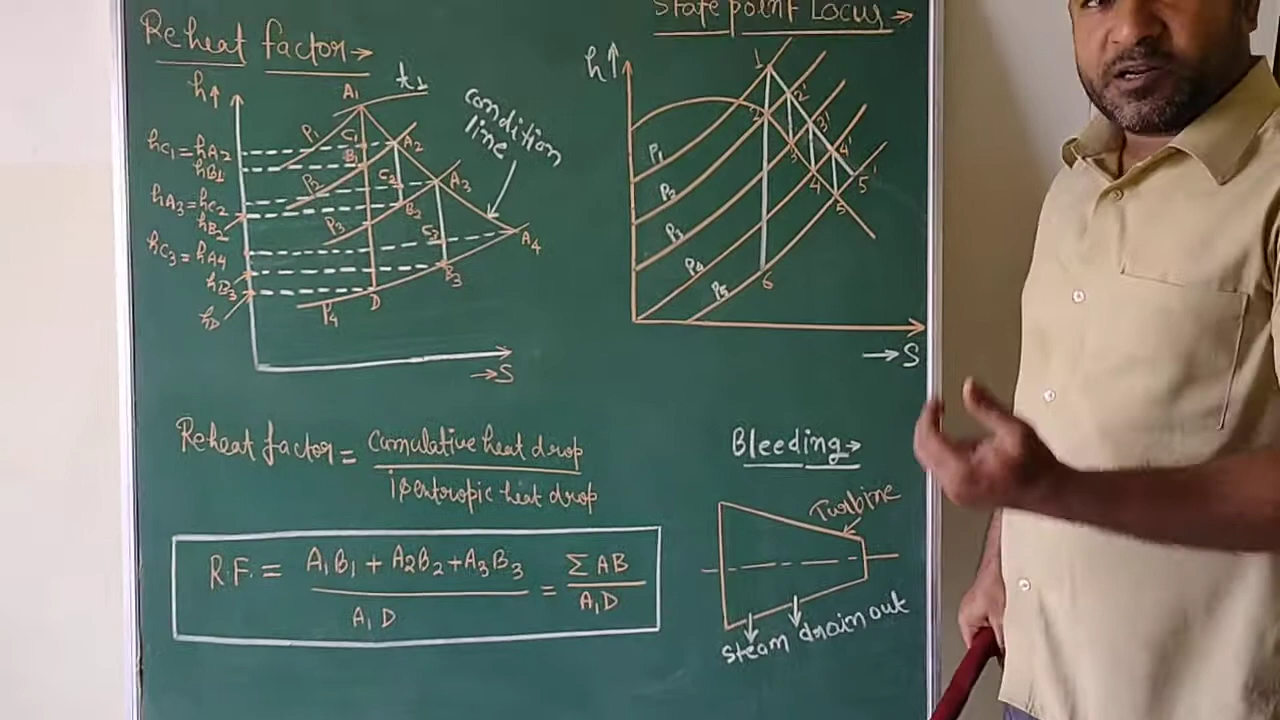 Reheat factor→
h↑
t1
A1
P1
C1
A2
hC1 = hA2
B1
hB1
P2
C2
A3
hA3 = hC2
B2
hB2
P3
C3
A4
hC3 = hA4
B3
hB3
D
hD
P4
→S
condition
line
State point Locus→
h↑
1
2'
2
3'
P1
3
4'
P2
4
5'
P3
5
P4
6
P5
→S
Reheat factor = Cumulative heat drop
isentropic heat drop
R.F. = A1B1 + A2B2 + A3B3 = ΣAB
A1D A1D
Bleeding→
Turbine
steam drain out